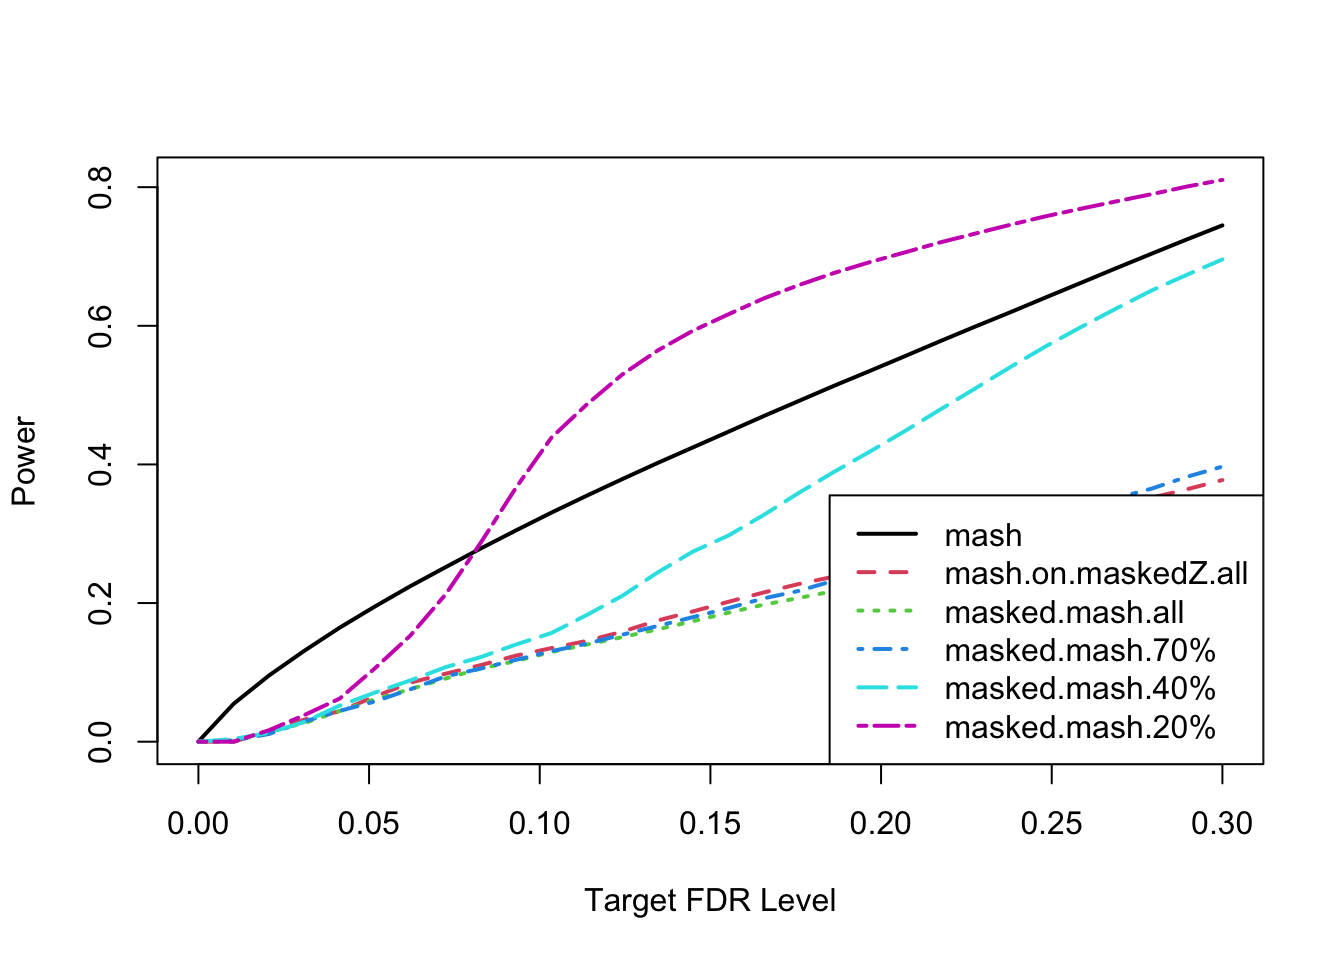 0.8
0.6
0.4
0.2
0.0
Power
mash
mash.on.maskedZ.all
masked.mash.all
masked.mash.70%
masked.mash.40%
masked.mash.20%
0.00 0.05 0.10 0.15 0.20 0.25 0.30
Target FDR Level